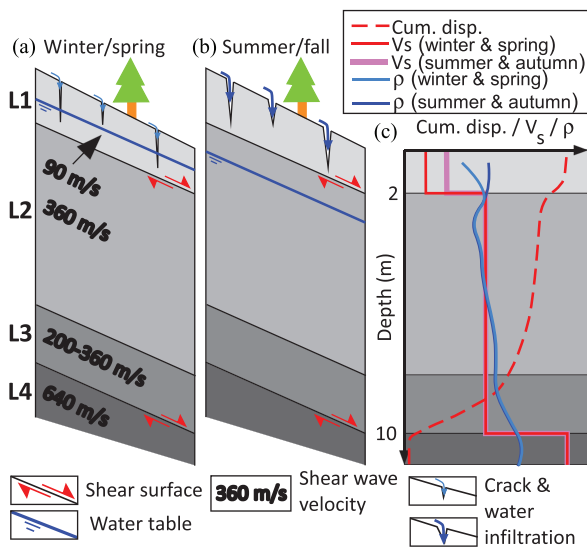 Cum. disp.
Vs (winter & spring)
Vs (summer & autumn)
ρ (winter & spring)
ρ (summer & autumn)
(a) Winter/spring
(b) Summer/fall
(c) Cum. disp./ Vs / ρ
L1
90 m/s
L2
360 m/s
L3
200-360 m/s
L4
640 m/s
2
Depth (m)
10
Shear surface
Water table
360 m/s
Shear wave
velocity
Crack &
water
infiltration